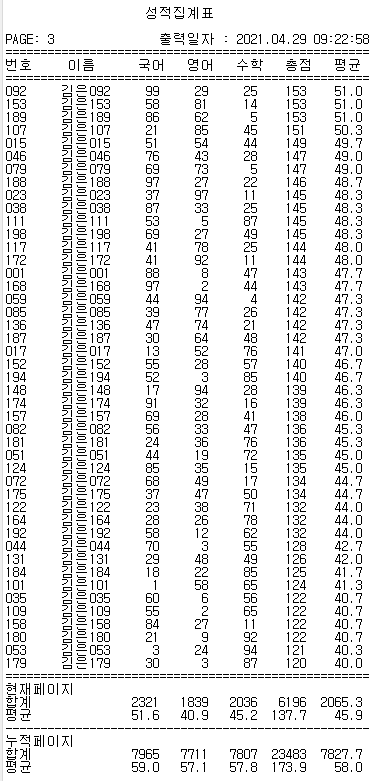 성적집계표
PAGE: 3 출력일자 : 2021.04.29 09:22:58
================================================
번호 이름 국어 영어 수학 총점 평균
================================================
092 김은092 99 29 25 153 51.0
153 김은153 58 81 14 153 51.0
189 김은189 86 62 5 153 51.0
107 김은107 21 85 45 151 50.3
015 김은015 51 54 44 149 49.7
046 김은046 76 43 28 147 49.0
079 김은079 69 73 5 147 49.0
188 김은188 97 27 22 146 48.7
023 김은023 37 97 11 145 48.3
038 김은038 87 33 25 145 48.3
111 김은111 53 5 87 145 48.3
198 김은198 69 27 49 145 48.3
117 김은117 41 78 25 144 48.0
172 김은172 41 92 11 144 48.0
001 김은001 88 8 47 143 47.7
168 김은168 97 2 44 143 47.7
059 김은059 44 94 4 142 47.3
085 김은085 39 77 26 142 47.3
136 김은136 47 74 21 142 47.3
187 김은187 30 64 48 142 47.3
017 김은017 13 52 76 141 47.0
152 김은152 55 28 57 140 46.7
194 김은194 52 3 85 140 46.7
148 김은148 17 94 28 139 46.3
174 김은174 91 32 16 139 46.3
157 김은157 69 28 41 138 46.0
082 김은082 56 33 47 136 45.3
181 김은181 24 36 76 136 45.3
051 김은051 44 19 72 135 45.0
124 김은124 85 35 15 135 45.0
072 김은072 68 49 17 134 44.7
175 김은175 37 47 50 134 44.7
122 김은122 23 38 71 132 44.0
164 김은164 28 26 78 132 44.0
192 김은192 58 12 62 132 44.0
044 김은044 70 3 55 128 42.7
131 김은131 29 48 49 126 42.0
184 김은184 18 22 85 125 41.7
101 김은101 1 58 65 124 41.3
035 김은035 60 6 56 122 40.7
109 김은109 55 2 65 122 40.7
158 김은158 84 27 11 122 40.7
180 김은180 21 9 92 122 40.7
053 김은053 3 24 94 121 40.3
179 김은179 30 3 87 120 40.0
================================================
현재페이지
합계 2321 1839 2036 6196 2065.3
평균 51.6 40.9 45.2 137.7 45.9
================================================
누적페이지
합계 7965 7711 7807 23483 7827.7
평균 59.0 57.1 57.8 173.9 58.0